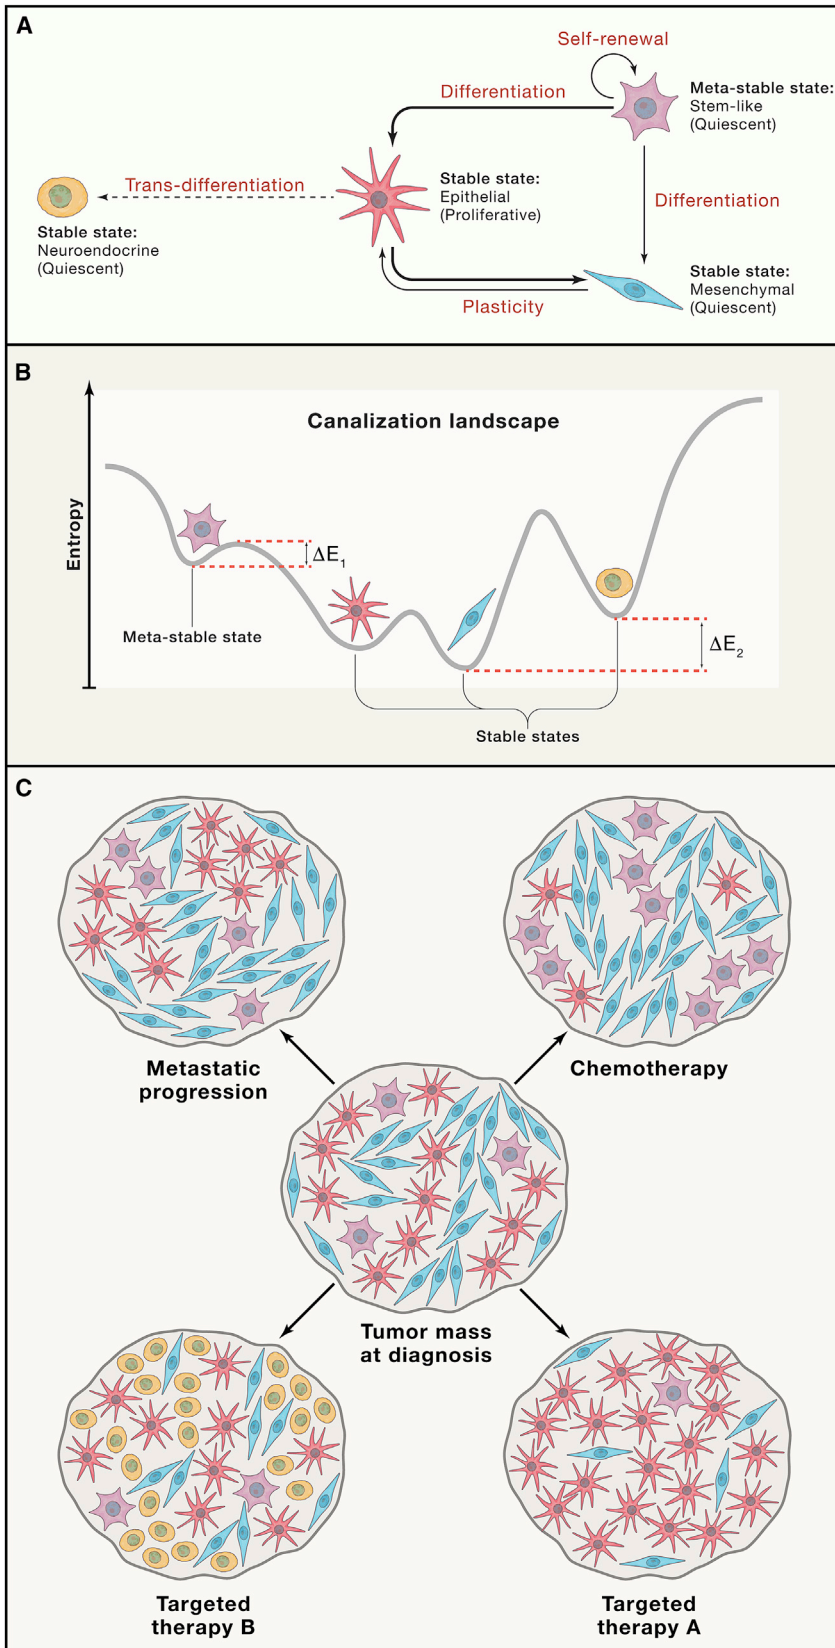 A
Self-renewal
Differentiation
Meta-stable state:
Stem-like
(Quiescent)
Trans-differentiation
Stable state:
Epithelial
(Proliferative)
Differentiation
Stable state:
Neuroendocrine
(Quiescent)
Stable state:
Mesenchymal
(Quiescent)
Plasticity
B
Canalization landscape
Entropy
ΔE1
Meta-stable state
ΔE2
Stable states
C
Metastatic
progression
Chemotherapy
Tumor mass
at diagnosis
Targeted
therapy B
Targeted
therapy A